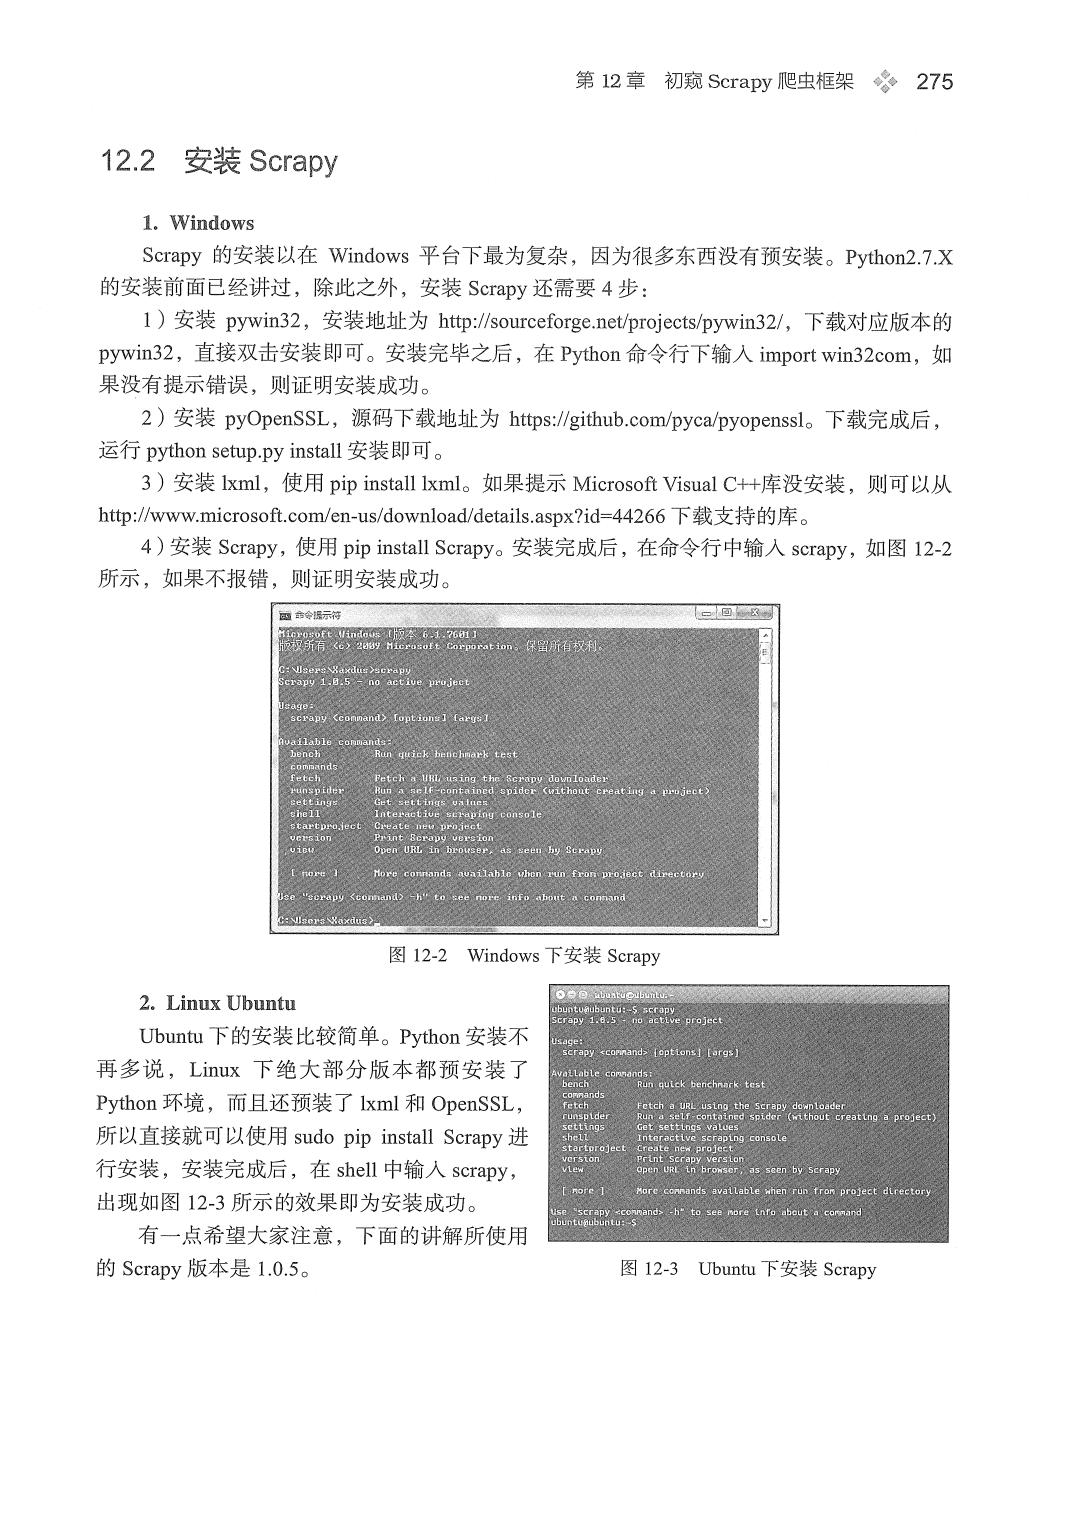 第 12 章 初窥 Scrapy 爬虫框架 275
12.2 安装 Scrapy
1. Windows
Scrapy 的安装以在 Windows 平台下最为复杂，因为很多东西没有预安装。Python2.7.X
的安装前面已经讲过，除此之外，安装 Scrapy 还需要 4 步：
1）安装 pywin32，安装地址为 http://sourceforge.net/projects/pywin32/，下载对应版本的
pywin32，直接双击安装即可。安装完毕之后，在 Python 命令行下输入 import win32com，如
果没有提示错误，则证明安装成功。
2）安装 pyOpenSSL，源码下载地址为 https://github.com/pyca/pyopenssl。下载完成后，
运行 python setup.py install 安装即可。
3）安装 lxml，使用 pip install lxml。如果提示 Microsoft Visual C++库没安装，则可以从
http://www.microsoft.com/en-us/download/details.aspx?id=44266 下载支持的库。
4）安装 Scrapy，使用 pip install Scrapy。安装完成后，在命令行中输入 scrapy，如图 12-2
所示，如果不报错，则证明安装成功。
命令提示符
Microsoft Windows [版本 6.1.7601]
版权所有 (c) 2009 Microsoft Corporation。保留所有权利。
C:\Users\Xaxdus>scrapy
Scrapy 1.0.5 - no active project
Usage:
scrapy <command> [options] [args]
Available commands:
bench Run quick benchmark test
commands
fetch Fetch a URL using the Scrapy downloader
runspider Run a self-contained spider (without creating a project)
settings Get settings values
shell Interactive scraping console
startproject Create new project
version Print Scrapy version
view Open URL in browser, as seen by Scrapy
[ more ] More commands available when run from project directory
Use "scrapy <command> -h" to see more info about a command
C:\Users\Xaxdus>_
图 12-2 Windows 下安装 Scrapy
2. Linux Ubuntu
Ubuntu 下的安装比较简单。Python 安装不
再多说，Linux 下绝大部分版本都预安装了
Python 环境，而且还预装了 lxml 和 OpenSSL，
所以直接就可以使用 sudo pip install Scrapy 进
行安装，安装完成后，在 shell 中输入 scrapy，
出现如图 12-3 所示的效果即为安装成功。
有一点希望大家注意，下面的讲解所使用
的 Scrapy 版本是 1.0.5。
ubuntu@ubuntu:~
ubuntu@ubuntu:~$ scrapy
Scrapy 1.0.5 - no active project
Usage:
scrapy <command> [options] [args]
Available commands:
bench Run quick benchmark test
commands
fetch Fetch a URL using the Scrapy downloader
runspider Run a self-contained spider (without creating a project)
settings Get settings values
shell Interactive scraping console
startproject Create new project
version Print Scrapy version
view Open URL in browser, as seen by Scrapy
[ more ] More commands available when run from project directory
Use "scrapy <command> -h" to see more info about a command
ubuntu@ubuntu:~$
图 12-3 Ubuntu 下安装 Scrapy